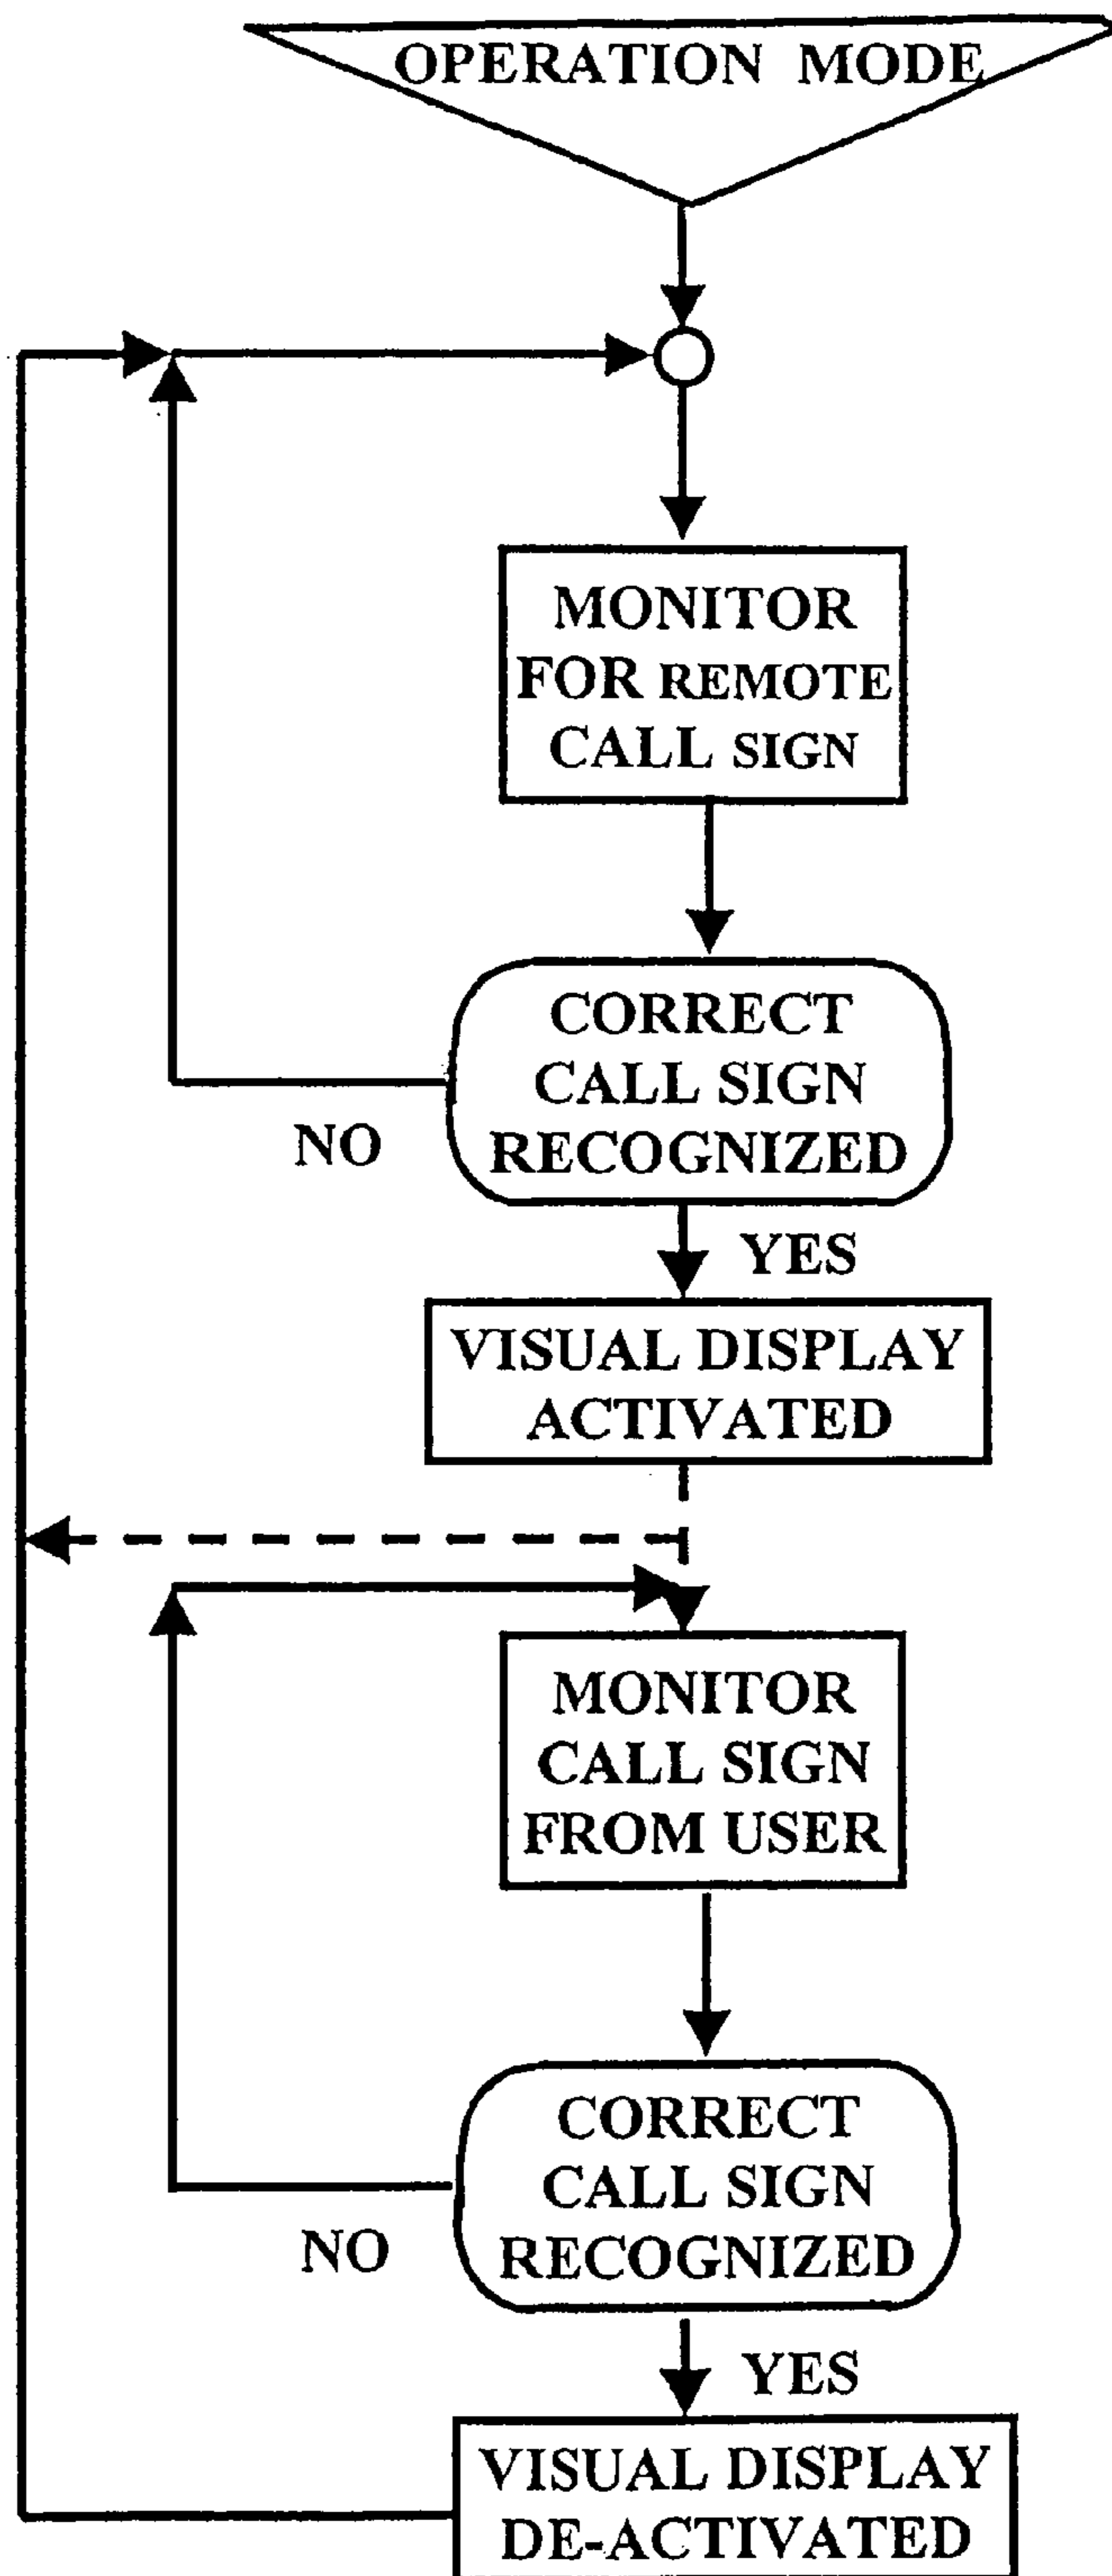 OPERATION MODE
MONITOR
FOR REMOTE
CALL SIGN
CORRECT
CALL SIGN
RECOGNIZED
NO
YES
VISUAL DISPLAY
ACTIVATED
MONITOR
CALL SIGN
FROM USER
CORRECT
CALL SIGN
RECOGNIZED
NO
YES
VISUAL DISPLAY
DE-ACTIVATED